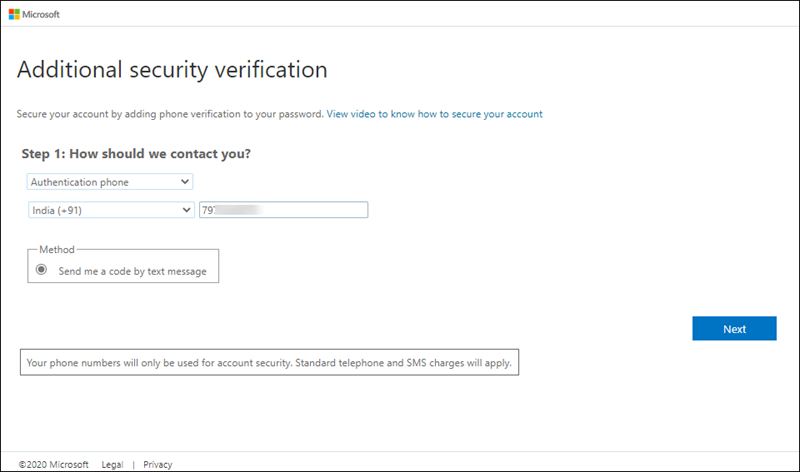 Microsoft
Additional security verification
Secure your account by adding phone verification to your password. View video to know how to secure your account
Step 1: How should we contact you?
Authentication phone
India (+91)
Method
Send me a code by text message
Next
Your phone numbers will only be used for account security. Standard telephone and SMS charges will apply.
©2020 Microsoft Legal | Privacy